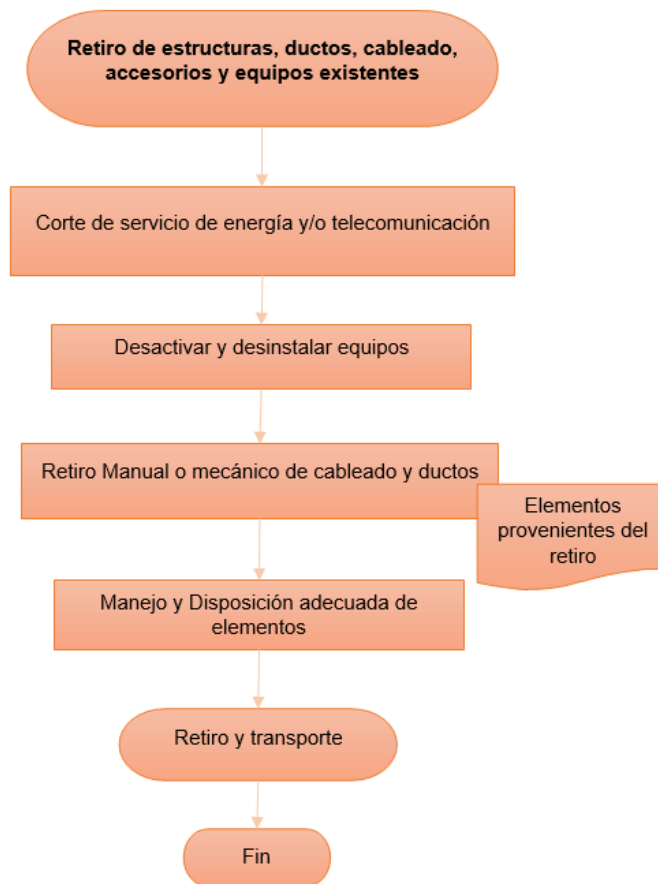 Retiro de estructuras, ductos, cableado,
accesorios y equipos existentes
Corte de servicio de energía y/o telecomunicación
Desactivar y desinstalar equipos
Retiro Manual o mecánico de cableado y ductos
Elementos
provenientes del
retiro
Manejo y Disposición adecuada de
elementos
Retiro y transporte
Fin